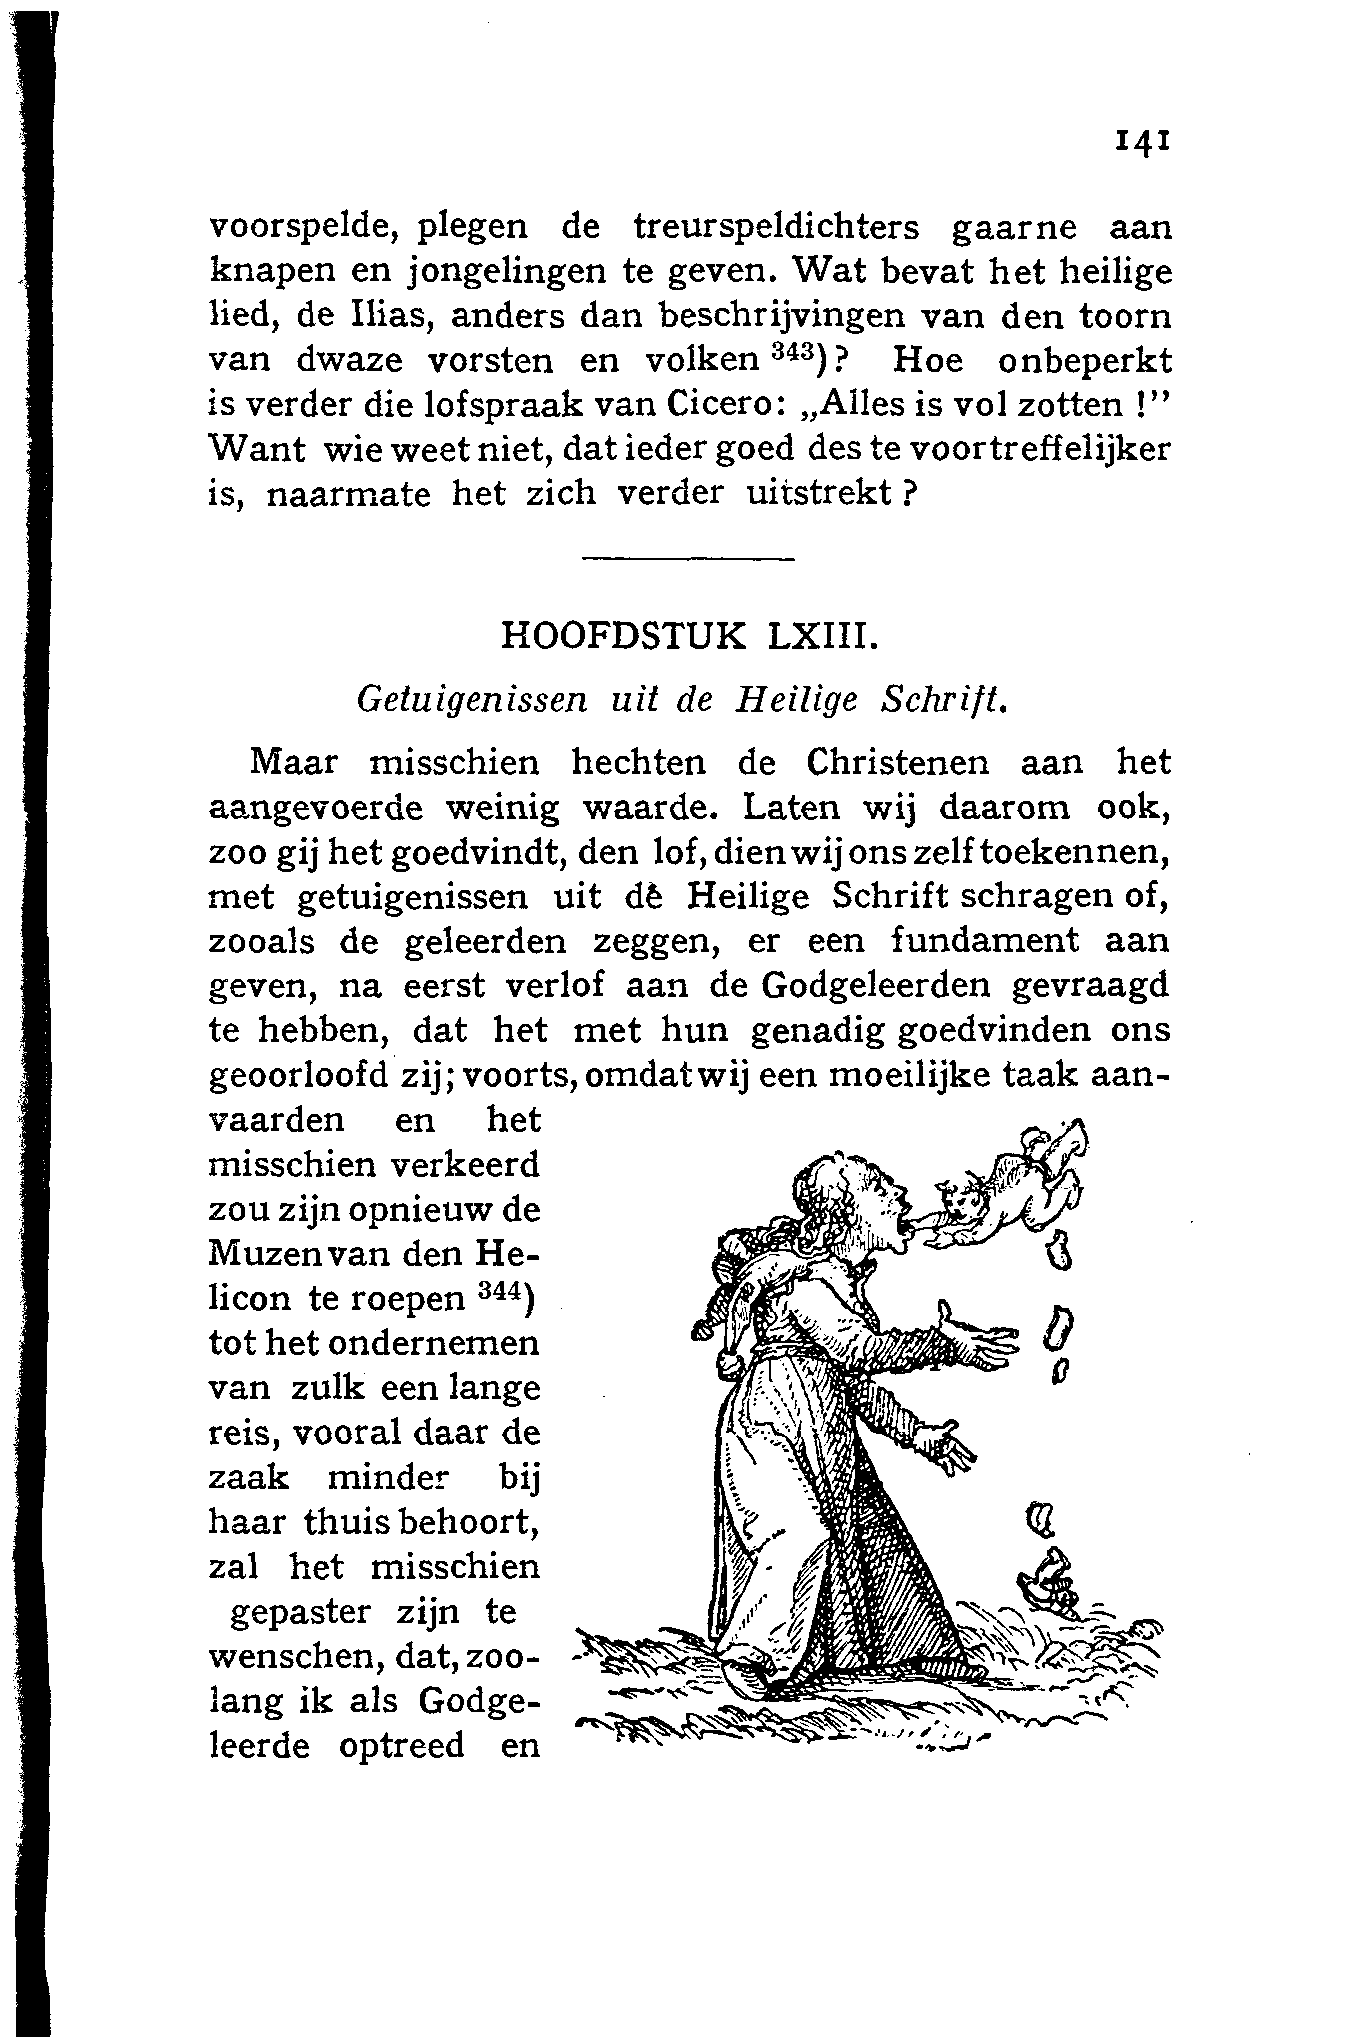 141
voorspelde, plegen de treurspeldichters gaarne aan
knapen en jongelingen te geven. Wat bevat het heilige
lied, de Ilias, anders dan beschrijvingen van den toorn
van dwaze vorsten en volken 343)? Hoe onbeperkt
is verder die lofspraak van Cicero: „Alles is vol zotten !”
Want wie weet niet, dat ieder goed des te voortreffelijker
is, naarmate het zich verder uitstrekt ?
HOOFDSTUK LXIII.
Getuigenissen uit de Heilige Schrift.
Maar misschien hechten de Christenen aan het
aangevoerde weinig waarde. Laten wij daarom ook,
zoo gij het goedvindt, den lof, dien wij ons zelf toekennen,
met getuigenissen uit dè Heilige Schrift schragen of,
zooals de geleerden zeggen, er een fundament aan
geven, na eerst verlof aan de Godgeleerden gevraagd
te hebben, dat het met hun genadig goedvinden ons
geoorloofd zij; voorts, omdat wij een moeilijke taak aan-
vaarden en het
misschien verkeerd
zou zijn opnieuw de
Muzen van den He-
licon te roepen 344)
tot het ondernemen
van zulk een lange
reis, vooral daar de
zaak minder bij
haar thuis behoort,
zal het misschien
gepaster zijn te
wenschen, dat, zoo-
lang ik als Godge-
leerde optreed en